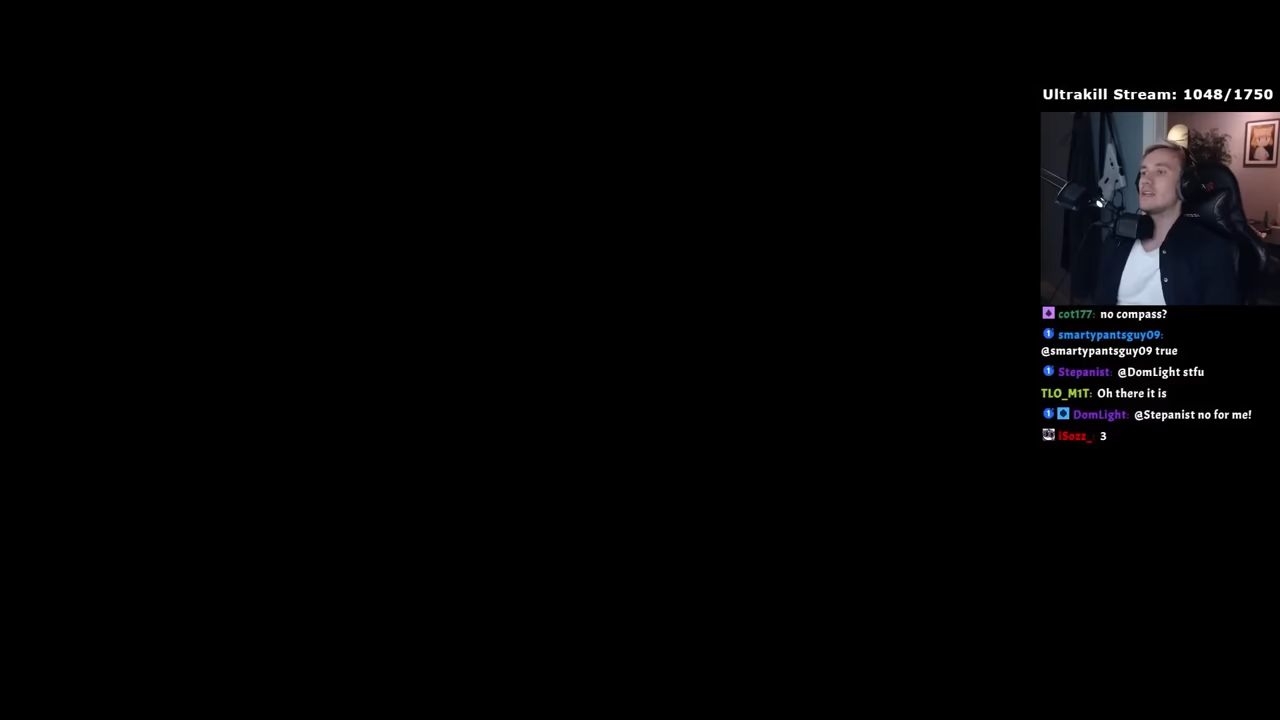 Ultrakill Stream: 1048/1750
cot177: no compass?
smartypantsguy09:
@smartypantsguy09 true
Stepanist: @DomLight stfu
TLO_M1T: Oh there it is
DomLight: @Stepanist no for me!
ISozz_: 3